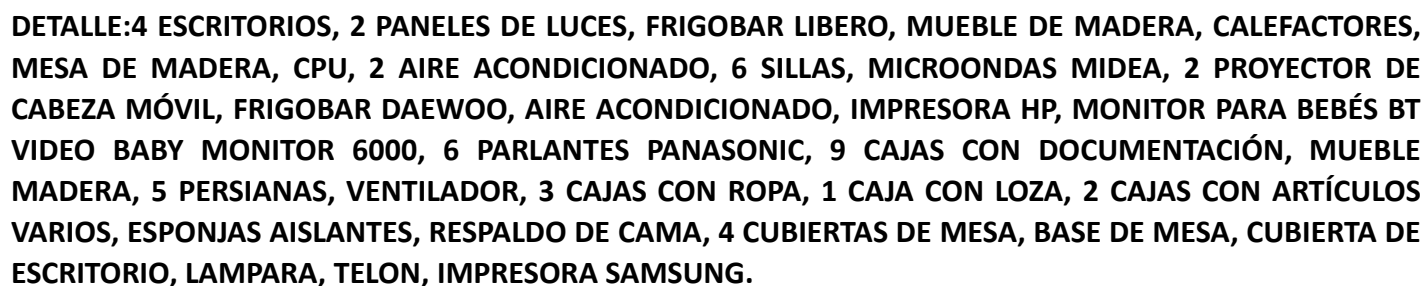 DETALLE:4 ESCRITORIOS, 2 PANELES DE LUCES, FRIGOBAR LIBERO, MUEBLE DE MADERA, CALEFACTORES,
MESA DE MADERA, CPU, 2 AIRE ACONDICIONADO, 6 SILLAS, MICROONDAS MIDEA, 2 PROYECTOR DE
CABEZA MÓVIL, FRIGOBAR DAEWOO, AIRE ACONDICIONADO, IMPRESORA HP, MONITOR PARA BEBÉS BT
VIDEO BABY MONITOR 6000, 6 PARLANTES PANASONIC, 9 CAJAS CON DOCUMENTACIÓN, MUEBLE
MADERA, 5 PERSIANAS, VENTILADOR, 3 CAJAS CON ROPA, 1 CAJA CON LOZA, 2 CAJAS CON ARTÍCULOS
VARIOS, ESPONJAS AISLANTES, RESPALDO DE CAMA, 4 CUBIERTAS DE MESA, BASE DE MESA, CUBIERTA DE
ESCRITORIO, LAMPARA, TELON, IMPRESORA SAMSUNG.